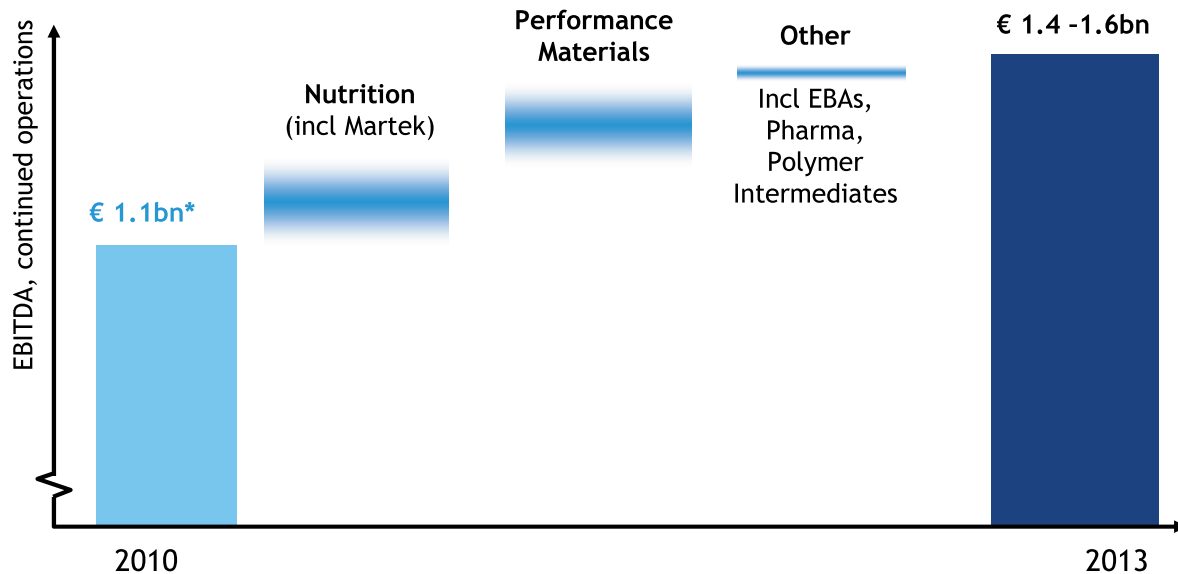 EBITDA, continued operations
€ 1.1bn*
Nutrition
(incl Martek)
Performance
Materials
Other
Incl EBAs,
Pharma,
Polymer
Intermediates
€ 1.4 –1.6bn
2010
2013